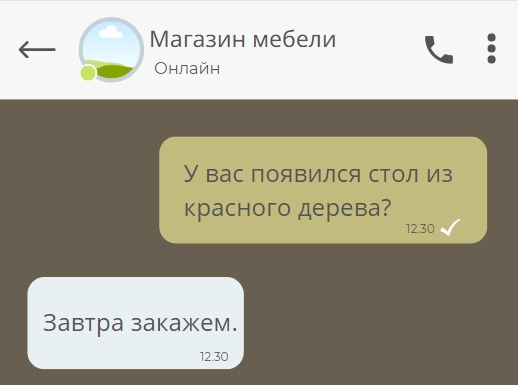 Магазин мебели
Онлайн
У вас появился стол из
красного дерева?
12.30
Завтра закажем.
12.30